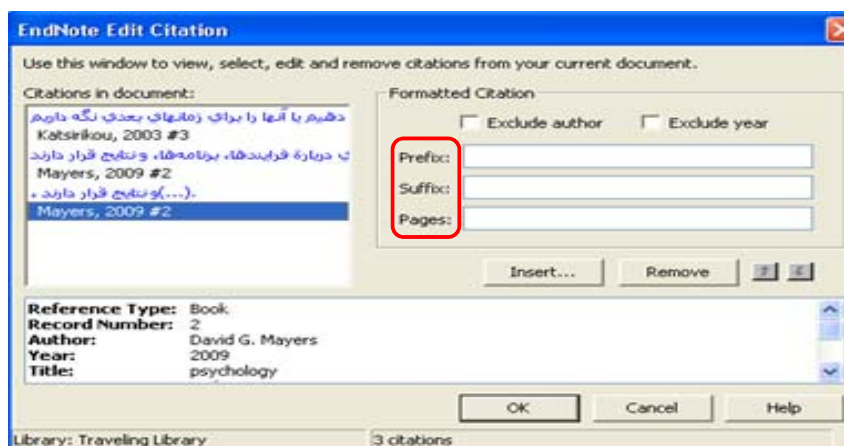 EndNote Edit Citation
Use this window to view, select, edit and remove citations from your current document.
Citations in document:
دهیم یا آنها را برای زمانهای بعدی نگه داریم
Katsirikou, 2003 #3
ی دربارهٔ فرایندها، برنامه‌ها، و نتایج قرار دارند
Mayers, 2009 #2
.(...)و نتایج قرار دارند .
Mayers, 2009 #2
Formatted Citation
Exclude author
Exclude year
Prefix:
Suffix:
Pages:
Insert...
Remove
Reference Type: Book
Record Number: 2
Author: David G. Mayers
Year: 2009
Title: psychology
OK
Cancel
Help
Library: Traveling Library
3 citations